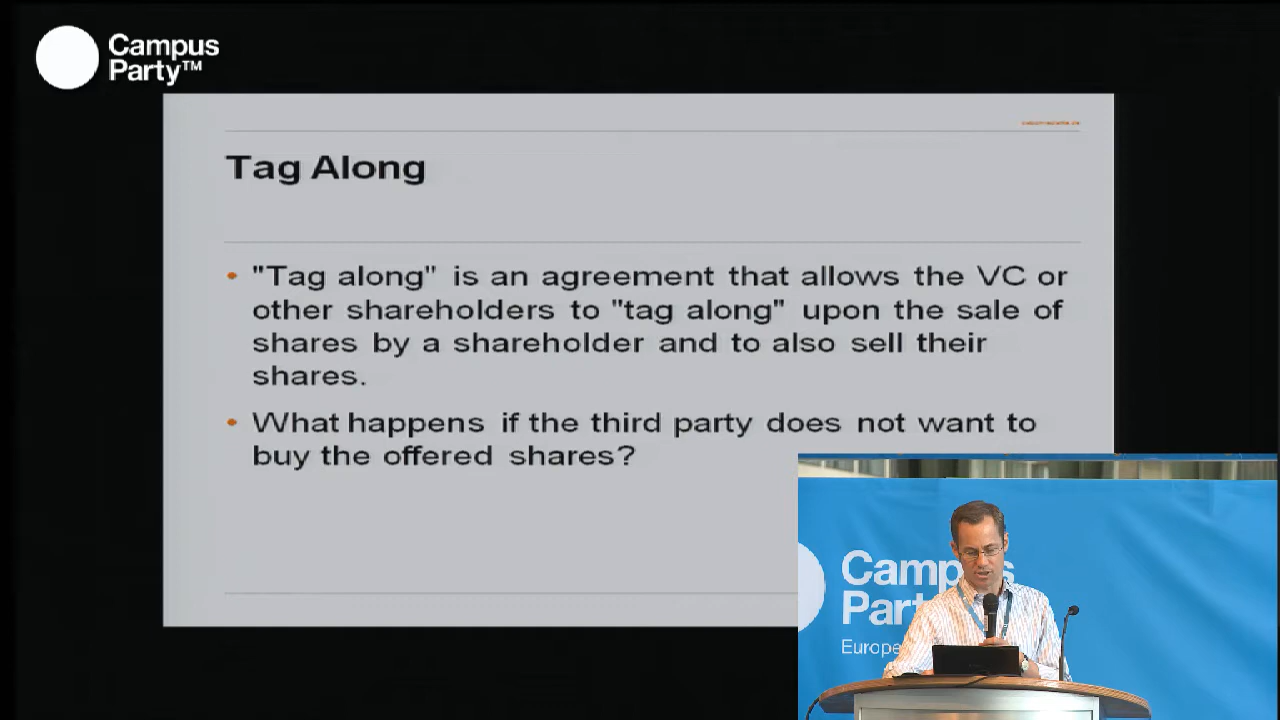 Campus
Party™
Tag Along
"Tag along" is an agreement that allows the VC or
other shareholders to "tag along" upon the sale of
shares by a shareholder and to also sell their
shares.
What happens if the third party does not want to
buy the offered shares?
Campus
Party
Europe